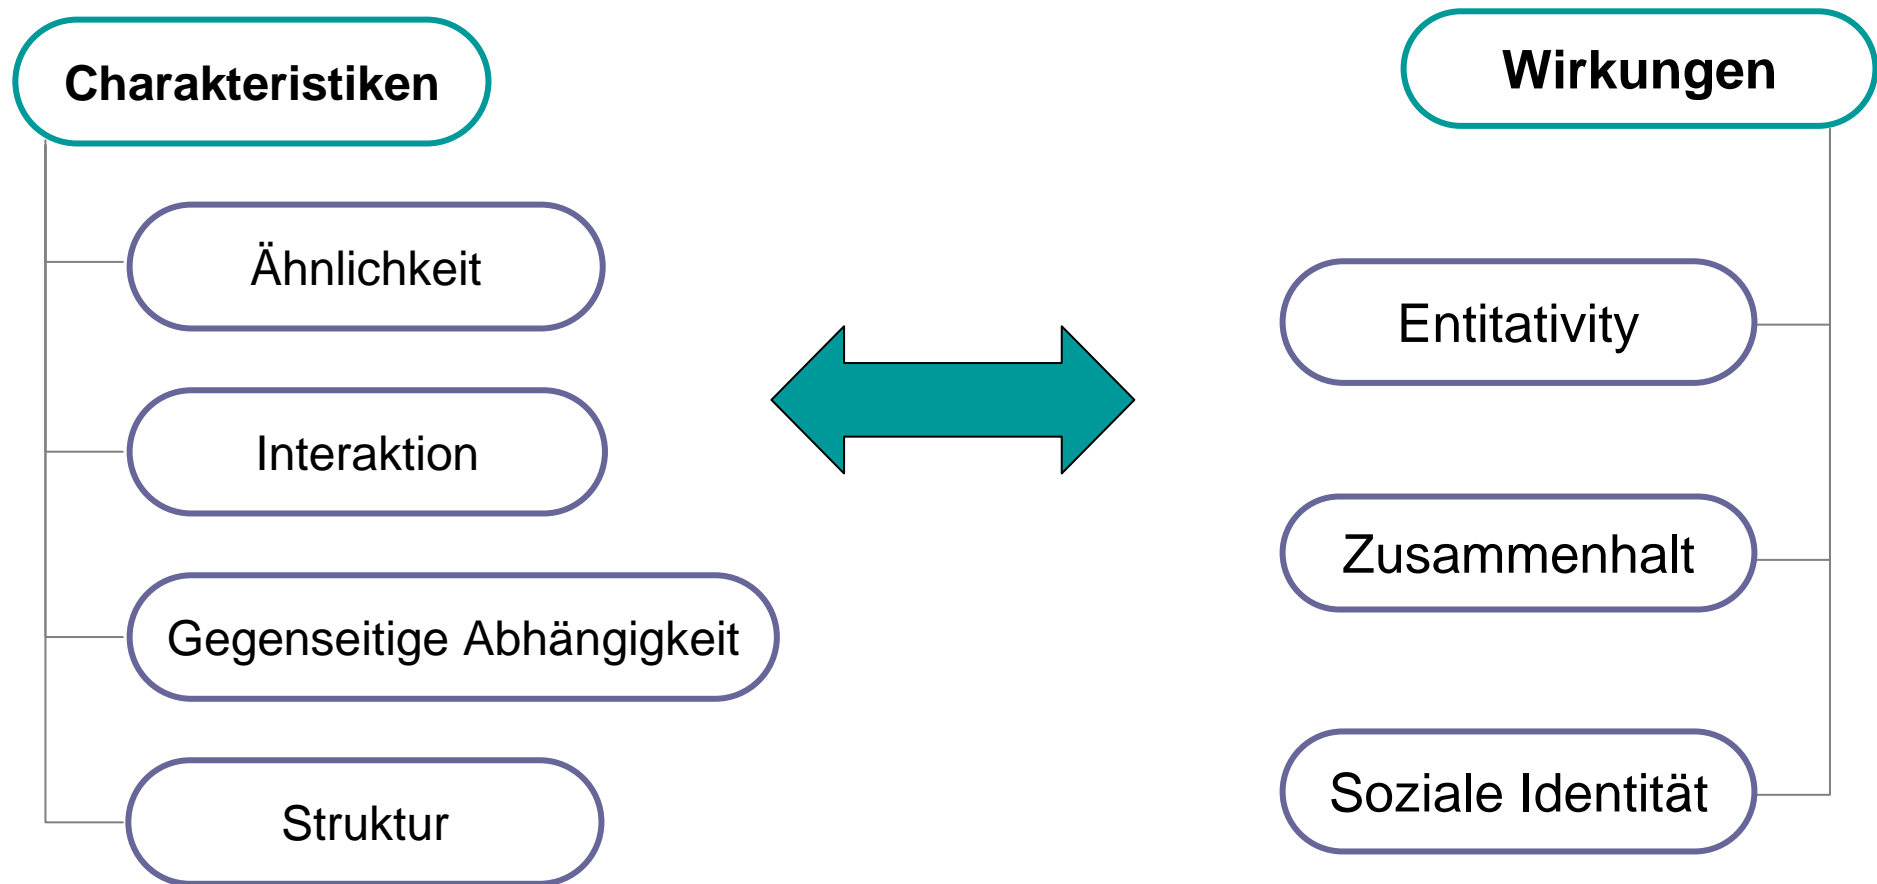 Charakteristiken
Ähnlichkeit
Interaktion
Gegenseitige Abhängigkeit
Struktur
Wirkungen
Entitativity
Zusammenhalt
Soziale Identität